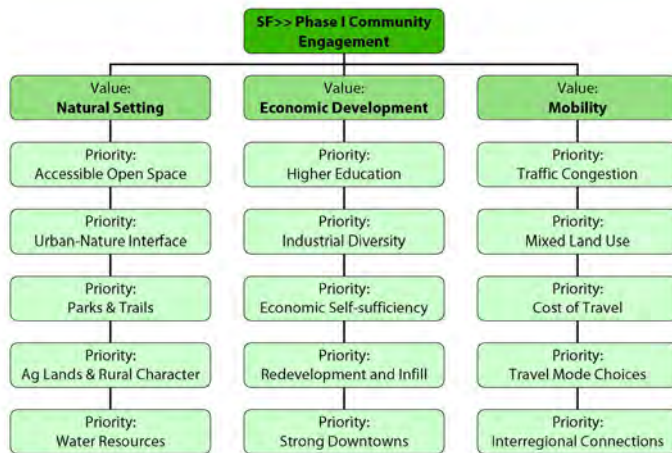 SF>> Phase I Community
Engagement
Value:
Natural Setting
Priority:
Accessible Open Space
Priority:
Urban-Nature Interface
Priority:
Parks & Trails
Priority:
Ag Lands & Rural Character
Priority:
Water Resources
Value:
Economic Development
Priority:
Higher Education
Priority:
Industrial Diversity
Priority:
Economic Self-sufficiency
Priority:
Redevelopment and Infill
Priority:
Strong Downtowns
Value:
Mobility
Priority:
Traffic Congestion
Priority:
Mixed Land Use
Priority:
Cost of Travel
Priority:
Travel Mode Choices
Priority:
Interregional Connections